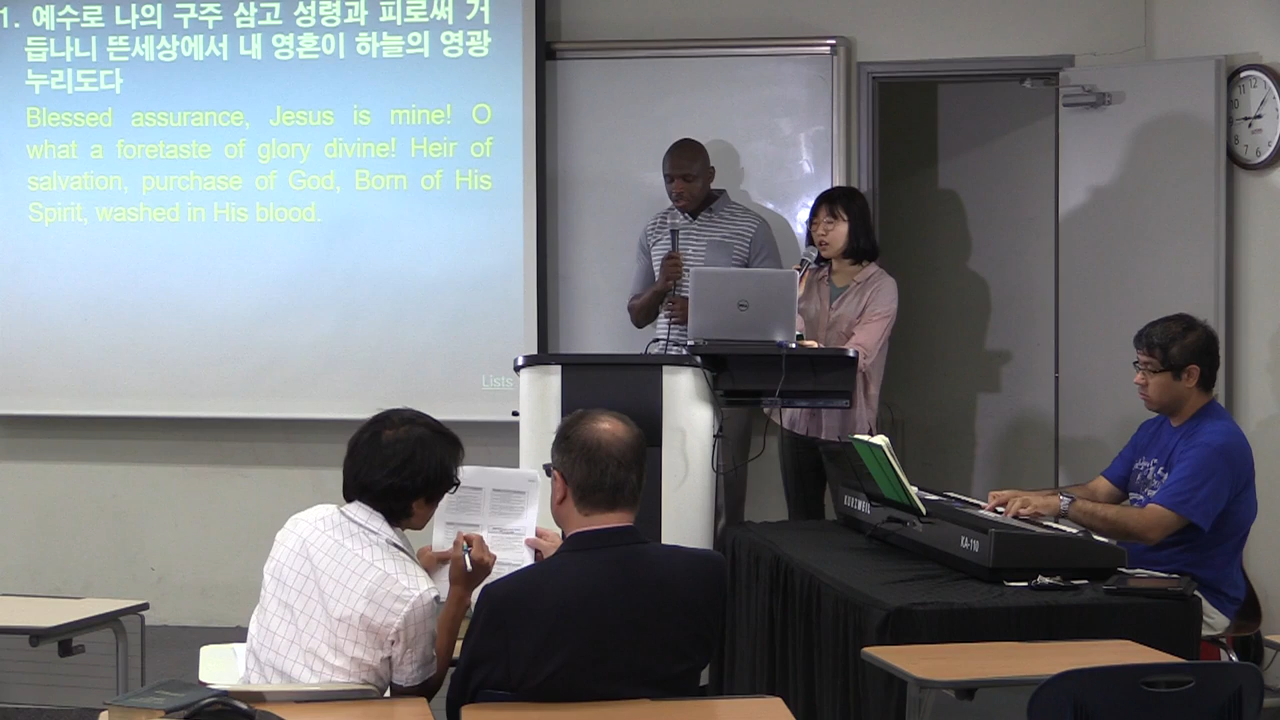 1. 예수로 나의 구주 삼고 성령과 피로써 거
듭나니 뜬세상에서 내 영혼이 하늘의 영광
누리도다
Blessed assurance, Jesus is mine! O
what a foretaste of glory divine! Heir of
salvation, purchase of God, Born of His
Spirit, washed in His blood.
Lists
DELL
KURZWEIL
KA-110